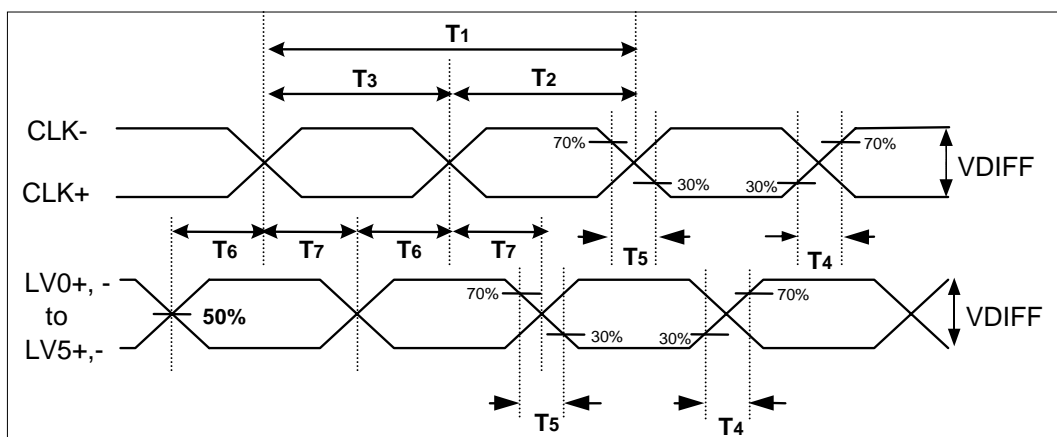 T1
T3 T2
CLK-
70% 70%
VDIFF
30% 30%
CLK+
T6 T7 T6 T7 T5 T4
LV0+, -
70% 70%
to 50% VDIFF
30% 30%
LV5+,-
T5 T4